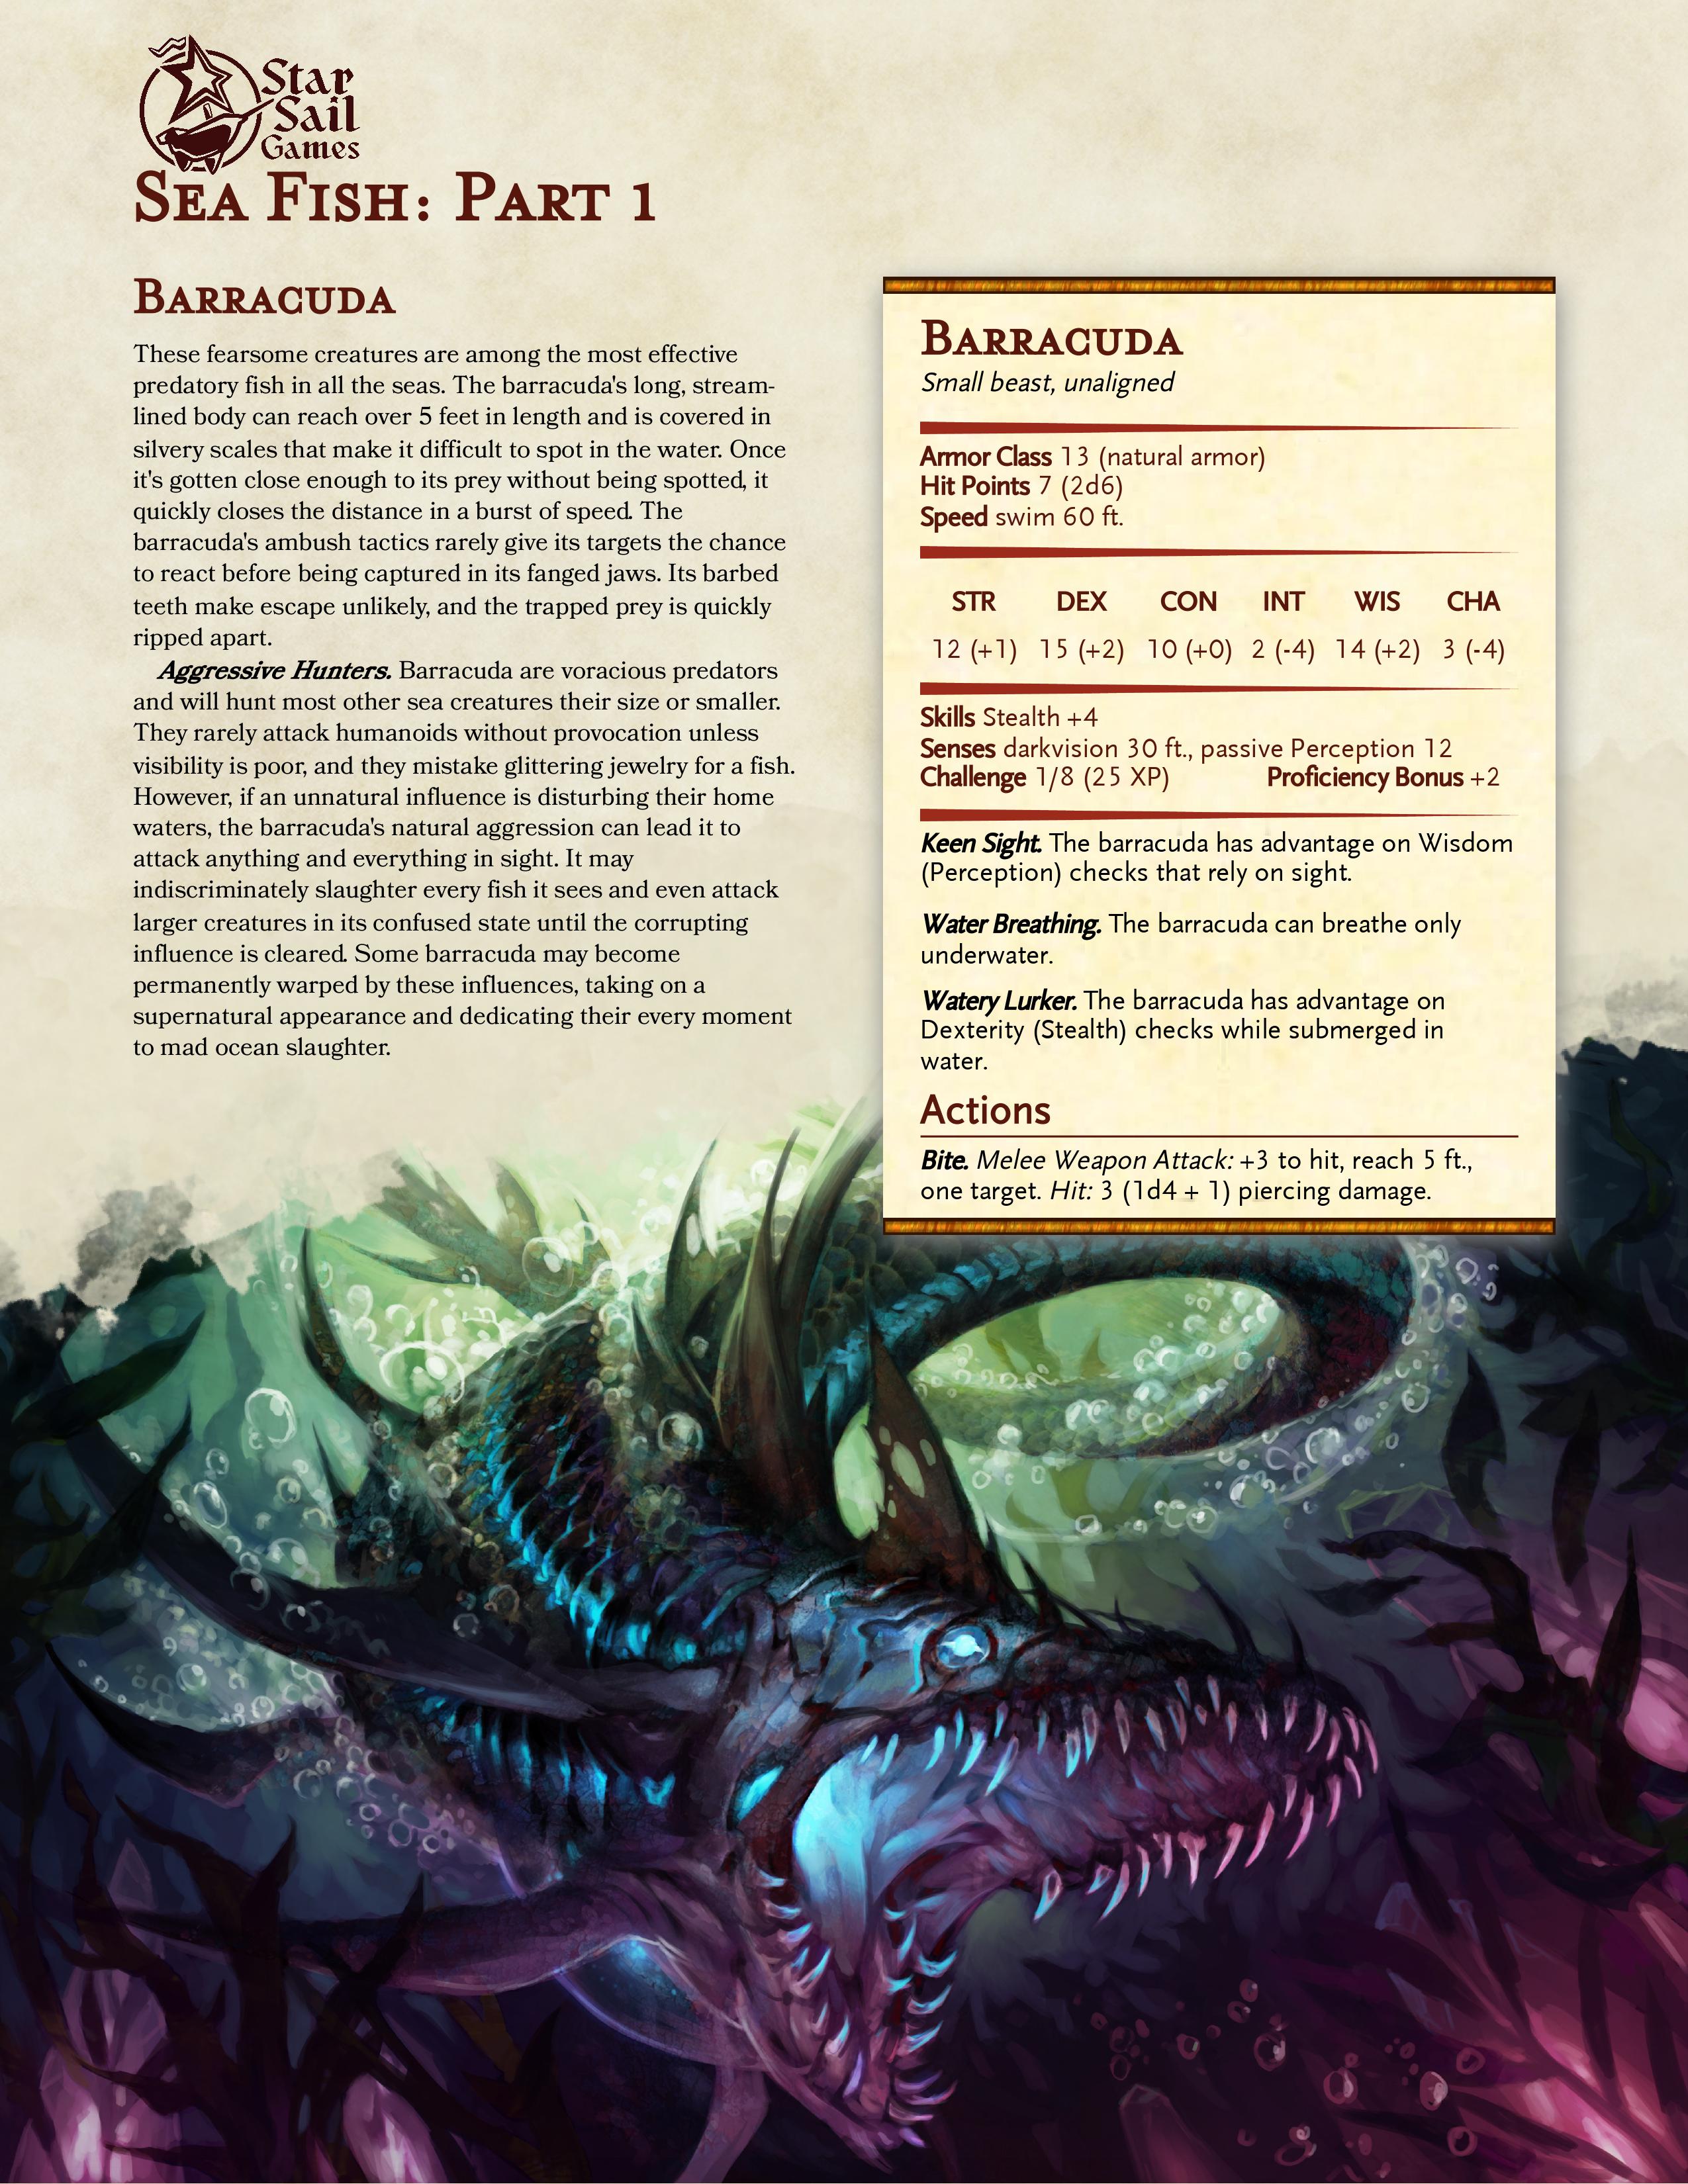 Star
Sail
Games
Sea Fish: Part 1
Barracuda
These fearsome creatures are among the most effective
predatory fish in all the seas. The barracuda's long, stream-
lined body can reach over 5 feet in length and is covered in
silvery scales that make it difficult to spot in the water. Once
it's gotten close enough to its prey without being spotted, it
quickly closes the distance in a burst of speed. The
barracuda's ambush tactics rarely give its targets the chance
to react before being captured in its fanged jaws. Its barbed
teeth make escape unlikely, and the trapped prey is quickly
ripped apart.
Aggressive Hunters. Barracuda are voracious predators
and will hunt most other sea creatures their size or smaller.
They rarely attack humanoids without provocation unless
visibility is poor, and they mistake glittering jewelry for a fish.
However, if an unnatural influence is disturbing their home
waters, the barracuda's natural aggression can lead it to
attack anything and everything in sight. It may
indiscriminately slaughter every fish it sees and even attack
larger creatures in its confused state until the corrupting
influence is cleared. Some barracuda may become
permanently warped by these influences, taking on a
supernatural appearance and dedicating their every moment
to mad ocean slaughter.
Barracuda
Small beast, unaligned
Armor Class 13 (natural armor)
Hit Points 7 (2d6)
Speed swim 60 ft.
STR DEX CON INT WIS CHA
12 (+1) 15 (+2) 10 (+0) 2 (-4) 14 (+2) 3 (-4)
Skills Stealth +4
Senses darkvision 30 ft., passive Perception 12
Challenge 1/8 (25 XP) Proficiency Bonus +2
Keen Sight. The barracuda has advantage on Wisdom
(Perception) checks that rely on sight.
Water Breathing. The barracuda can breathe only
underwater.
Watery Lurker. The barracuda has advantage on
Dexterity (Stealth) checks while submerged in
water.
Actions
Bite. Melee Weapon Attack: +3 to hit, reach 5 ft.,
one target. Hit: 3 (1d4 + 1) piercing damage.